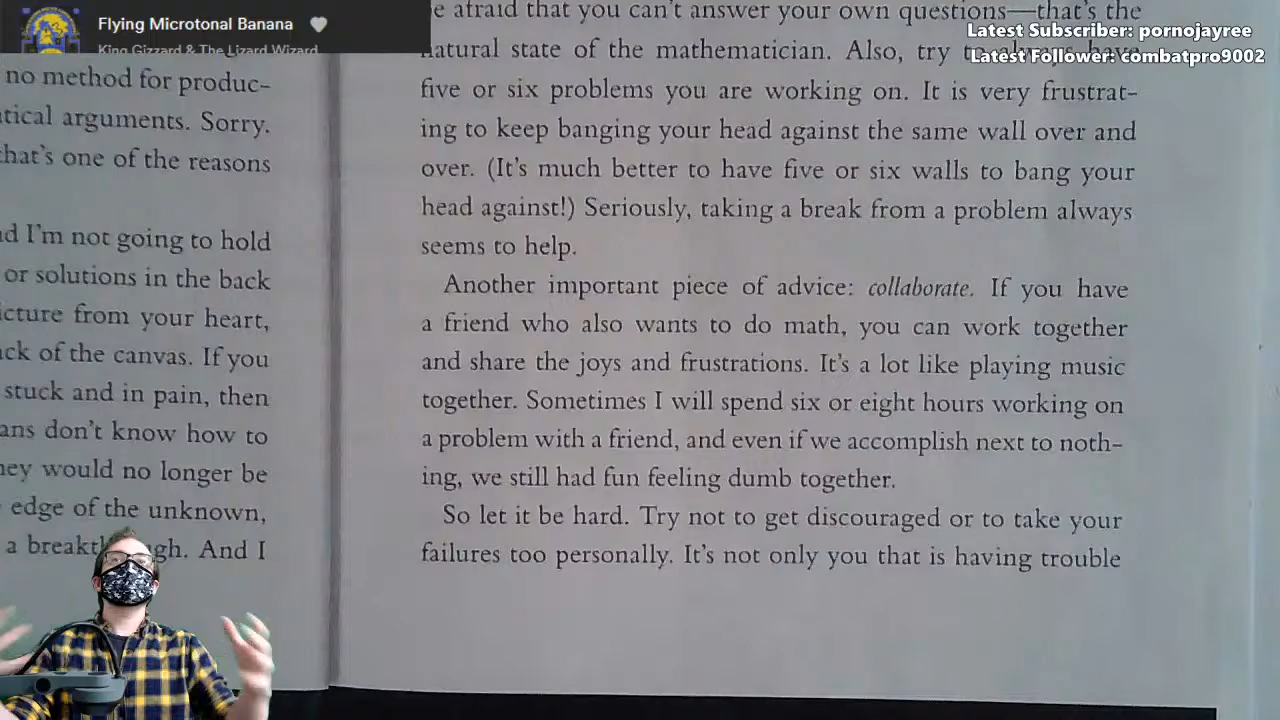 Flying Microtonal Banana
King Gizzard & The Lizard Wizard
Latest Subscriber: pornojayree
Latest Follower: combatpro9002
no method for produc-
tical arguments. Sorry.
that's one of the reasons
I'm not going to hold
or solutions in the back
from your heart,
of the canvas. If you
stuck and in pain, then
don't know how to
would no longer be
edge of the unknown,
a And I
afraid that you can't answer your own questions—that's the
natural state of the mathematician. Also, try to always have
five or six problems you are working on. It is very frustrat-
ing to keep banging your head against the same wall over and
over. (It's much better to have five or six walls to bang your
head against!) Seriously, taking a break from a problem always
seems to help.
Another important piece of advice: collaborate. If you have
a friend who also wants to do math, you can work together
and share the joys and frustrations. It's a lot like playing music
together. Sometimes I will spend six or eight hours working on
a problem with a friend, and even if we accomplish next to noth-
ing, we still had fun feeling dumb together.
So let it be hard. Try not to get discouraged or to take your
failures too personally. It's not only you that is having trouble